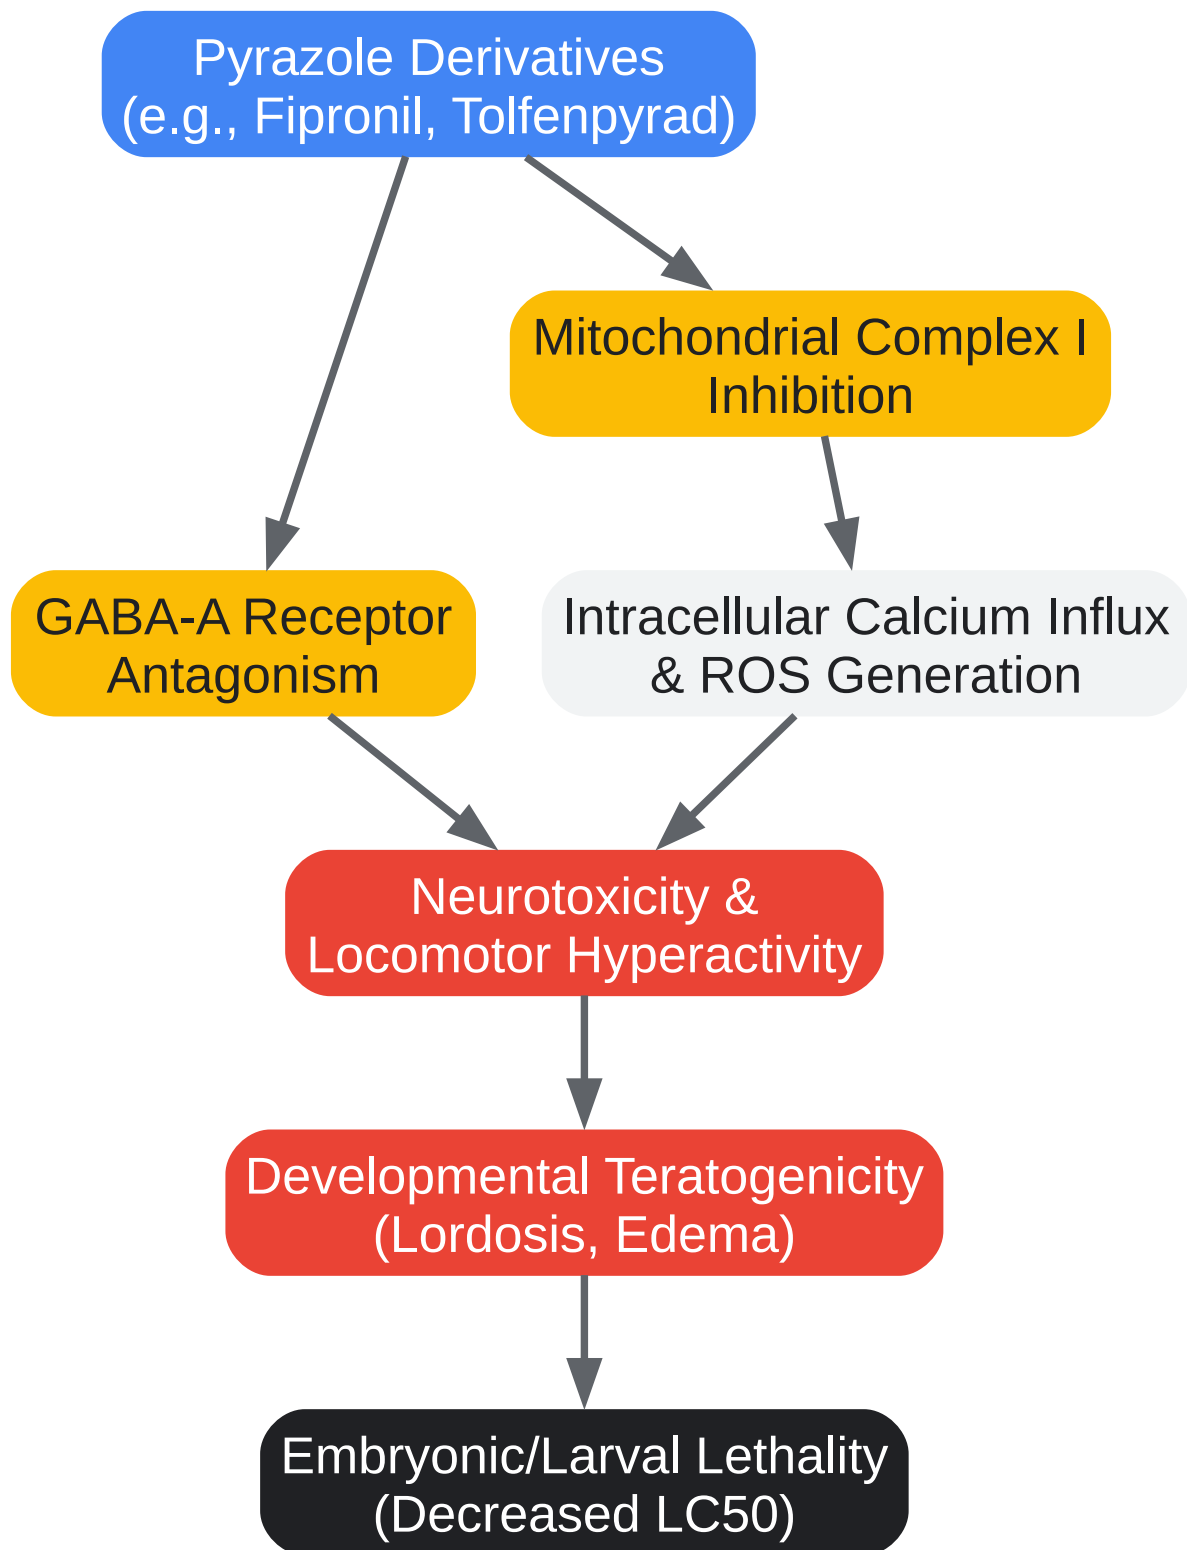 Pyrazole Derivatives
(e.g., Fipronil, Tolfenpyrad)
Mitochondrial Complex I
Inhibition
GABA-A Receptor
Antagonism
Intracellular Calcium Influx
& ROS Generation
Neurotoxicity &
Locomotor Hyperactivity
Developmental Teratogenicity
(Lordosis, Edema)
Embryonic/Larval Lethality
(Decreased LC50)